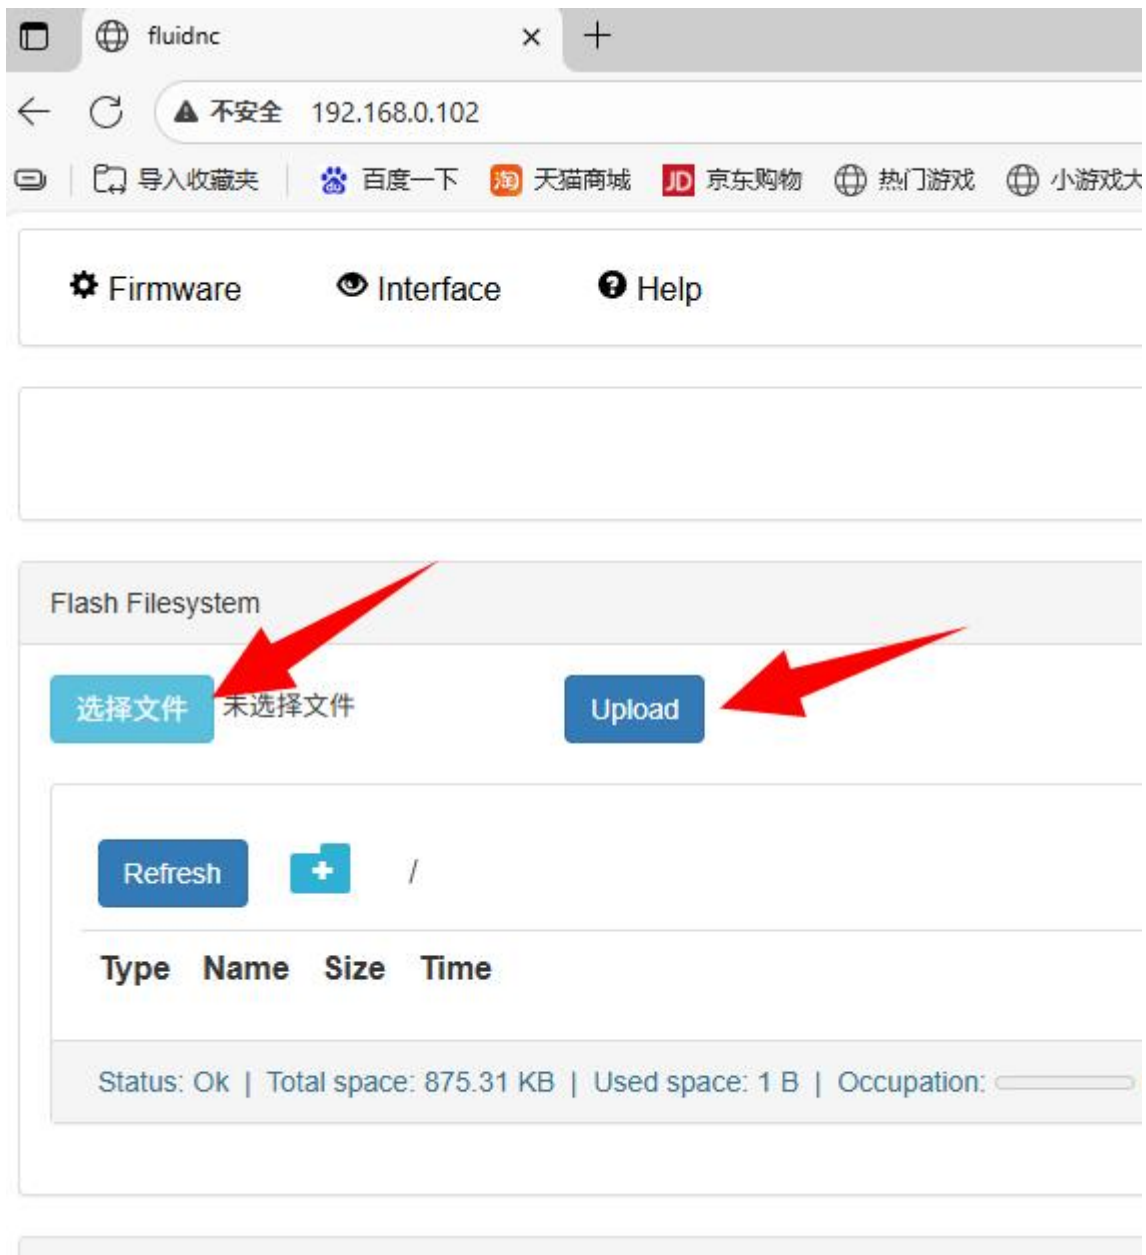 fluidnc
不安全 192.168.0.102
导入收藏夹 百度一下 淘 天猫商城 JD 京东购物 热门游戏 小游戏大
Firmware Interface Help
Flash Filesystem
选择文件 未选择文件 Upload
Refresh /
Type Name Size Time
Status: Ok | Total space: 875.31 KB | Used space: 1 B | Occupation: